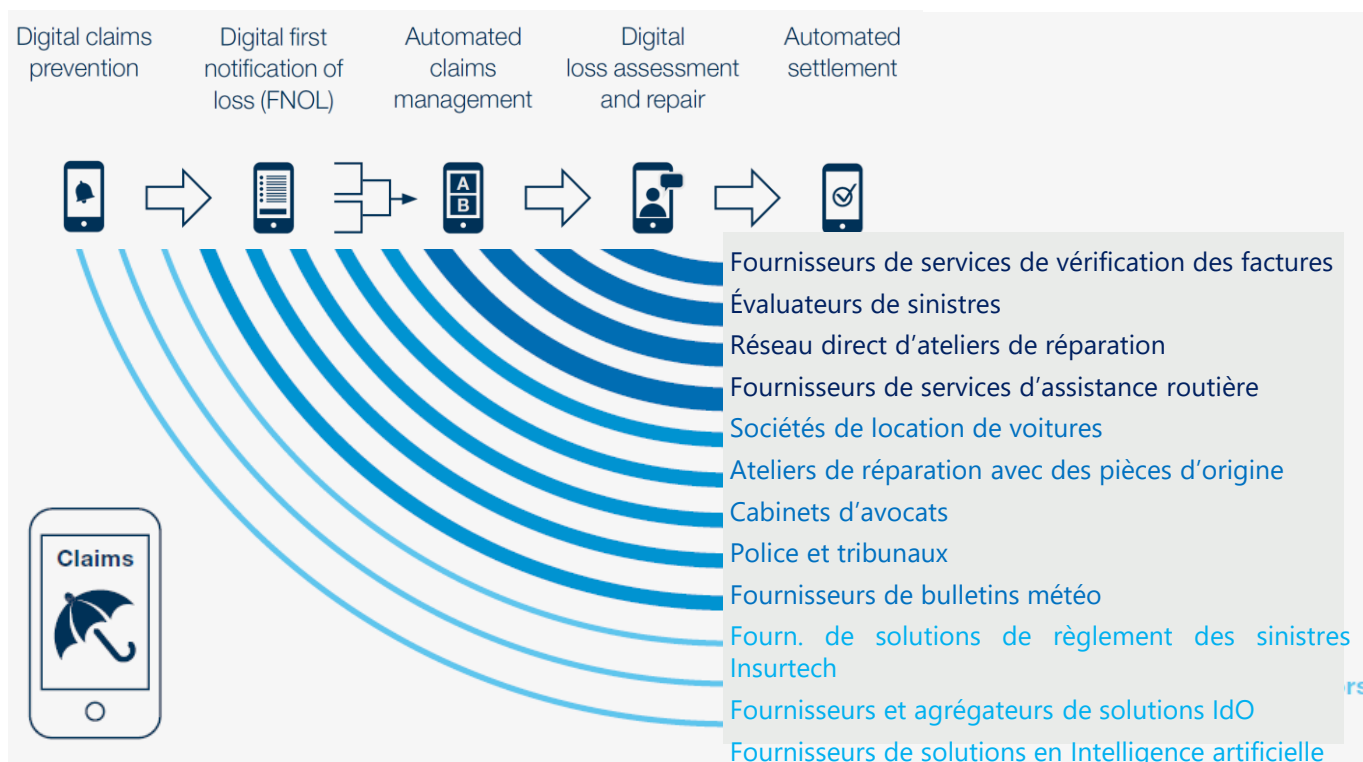 Digital claims
prevention
Digital first
notification of
loss (FNOL)
Automated
claims
management
Digital
loss assessment
and repair
Automated
settlement
A
B
Fournisseurs de services de vérification des factures
Évaluateurs de sinistres
Réseau direct d’ateliers de réparation
Fournisseurs de services d’assistance routière
Sociétés de location de voitures
Ateliers de réparation avec des pièces d’origine
Cabinets d’avocats
Police et tribunaux
Fournisseurs de bulletins météo
Fourn. de solutions de règlement des sinistres
Insurtech
Fournisseurs et agrégateurs de solutions IdO
Fournisseurs de solutions en Intelligence artificielle
Claims